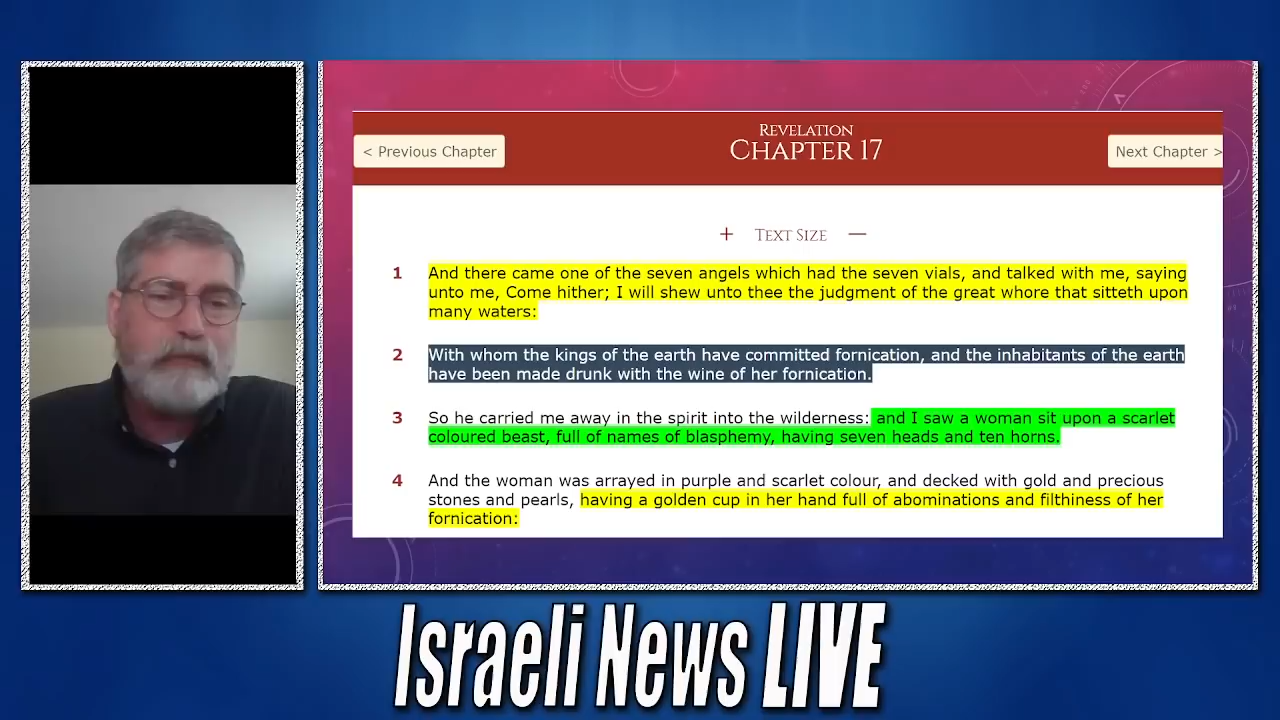 REVELATION
CHAPTER 17
< Previous Chapter
Next Chapter >
+ TEXT SIZE —
1 And there came one of the seven angels which had the seven vials, and talked with me, saying
unto me, Come hither; I will shew unto thee the judgment of the great whore that sitteth upon
many waters:
2 With whom the kings of the earth have committed fornication, and the inhabitants of the earth
have been made drunk with the wine of her fornication.
3 So he carried me away in the spirit into the wilderness: and I saw a woman sit upon a scarlet
coloured beast, full of names of blasphemy, having seven heads and ten horns.
4 And the woman was arrayed in purple and scarlet colour, and decked with gold and precious
stones and pearls, having a golden cup in her hand full of abominations and filthiness of her
fornication:
Israeli News LIVE